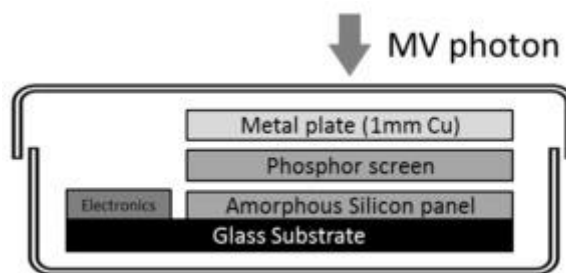 MV photon
Metal plate (1mm Cu)
Phosphor screen
Electronics
Amorphous Silicon panel
Glass Substrate